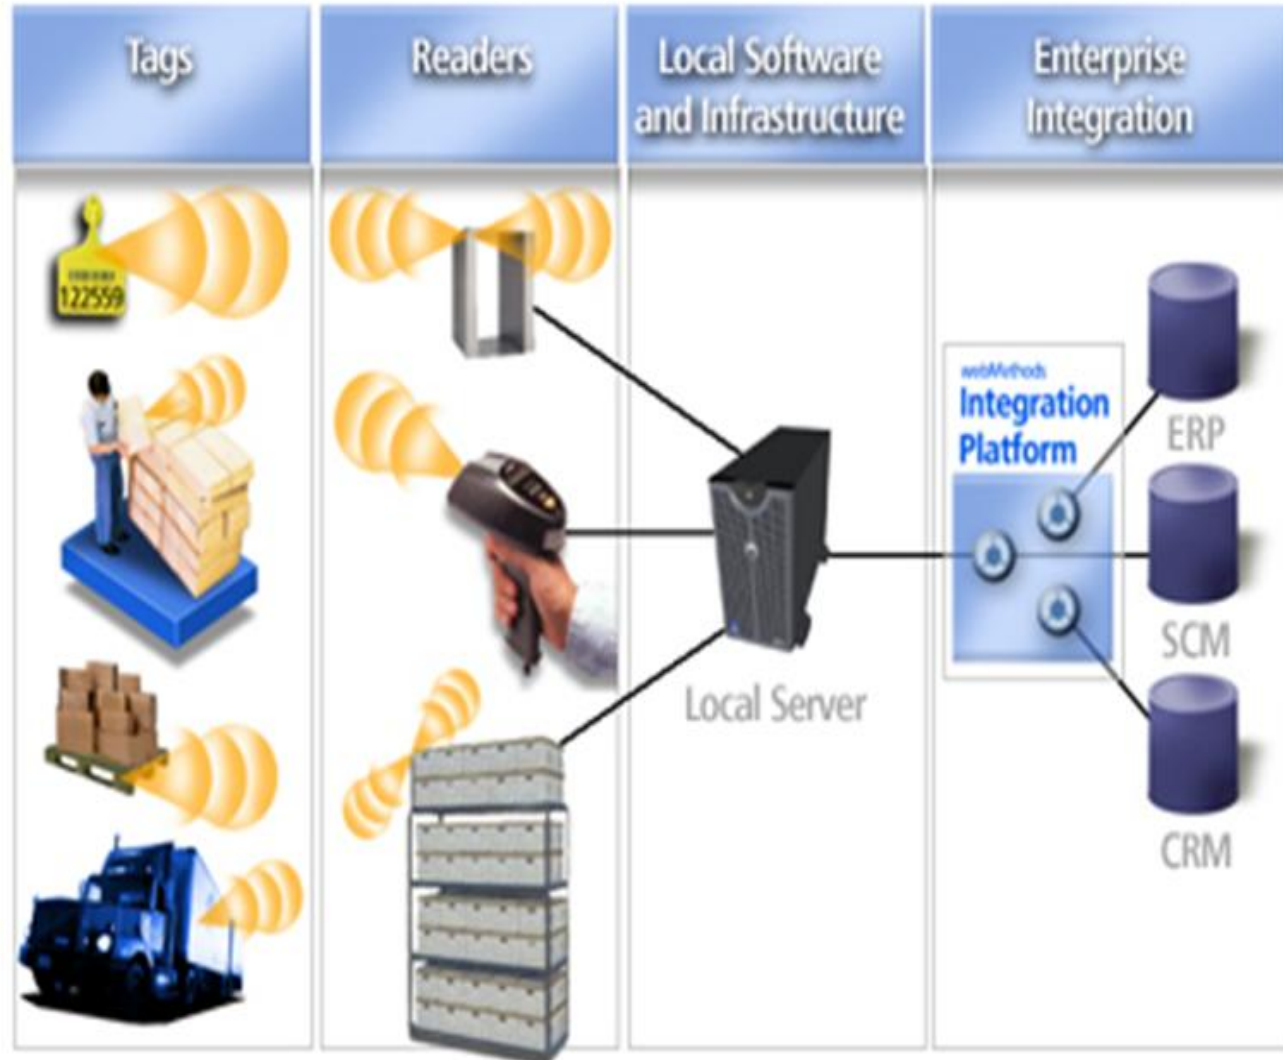 Tags
Readers
Local Software
and Infrastructure
Enterprise
Integration
122559
webMethods
Integration
Platform
ERP
SCM
Local Server
CRM